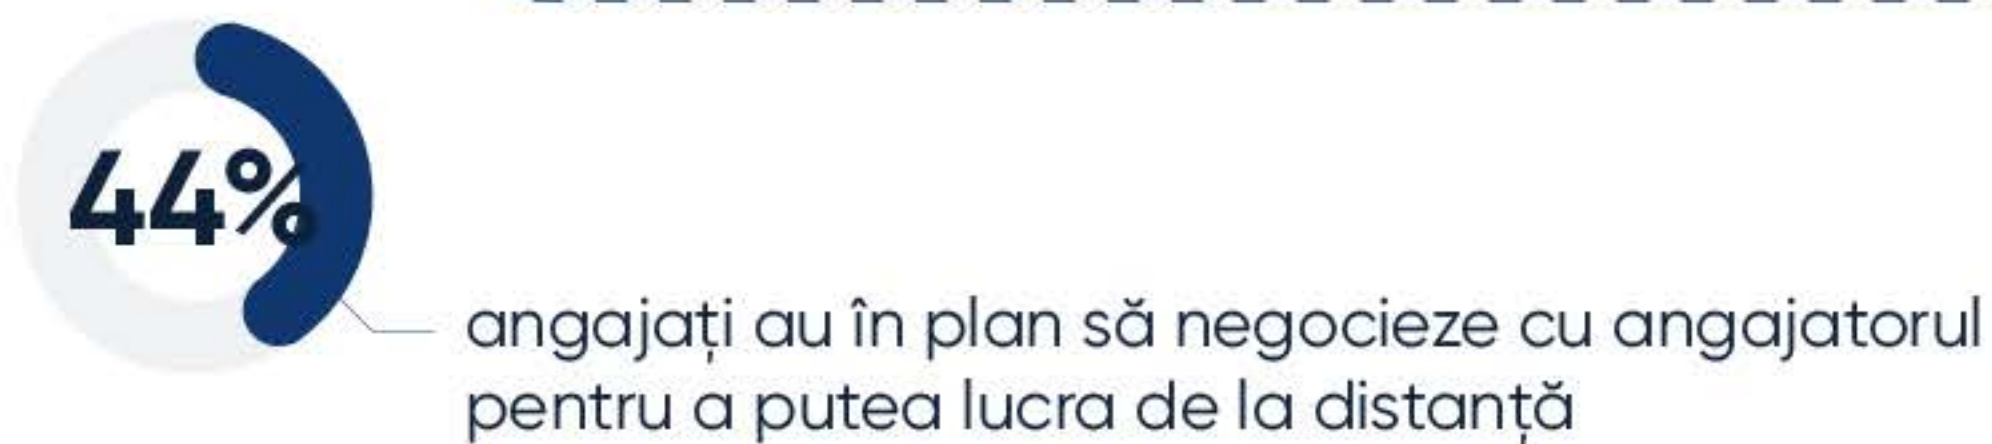 44%
angajați au în plan să negocieze cu angajatorul
pentru a putea lucra de la distanță